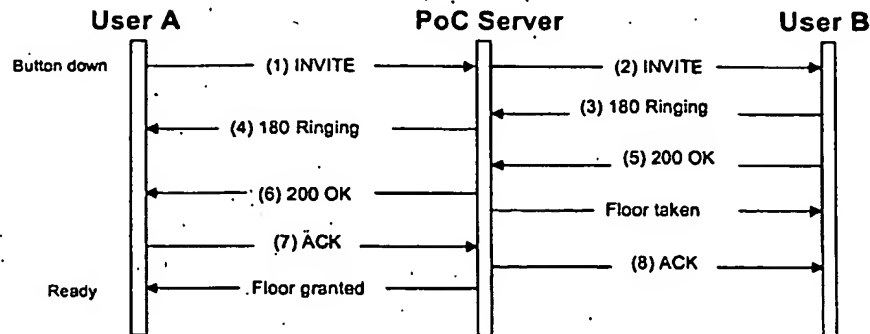 User A PoC Server User B
Button down (1) INVITE (2) INVITE
(3) 180 Ringing
(4) 180 Ringing
(5) 200 OK
(6) 200 OK
Floor taken
(7) ACK
(8) ACK
Ready Floor granted